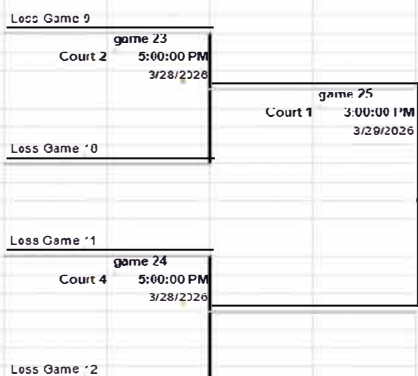 Loss Game 9
game 23
Court 2 5:00:00 PM
3/28/2026
game 25
Court 1 3:00:00 PM
3/29/2026
Loss Game 10
Loss Game 11
game 24
Court 4 5:00:00 PM
3/28/2026
Loss Game 12